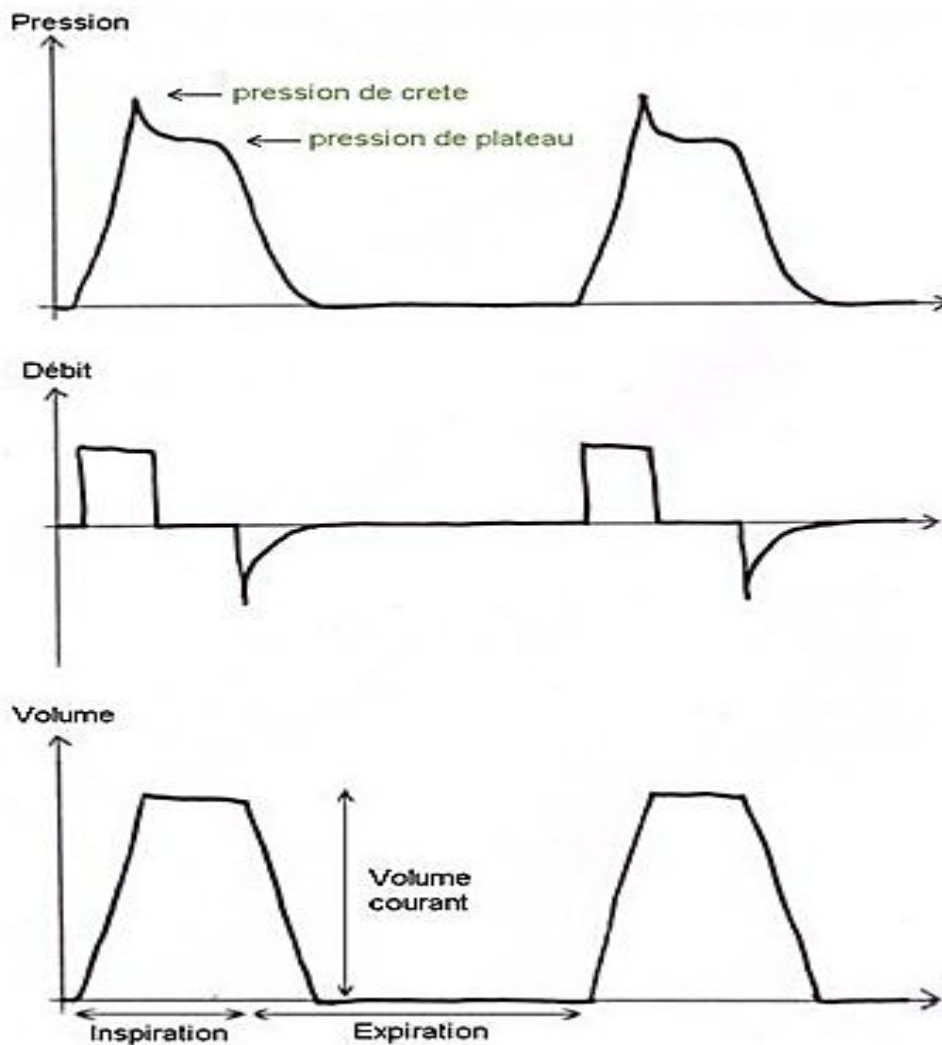 Pression
pression de crete
pression de plateau
Débit
Volume
Volume
courant
Inspiration
Expiration